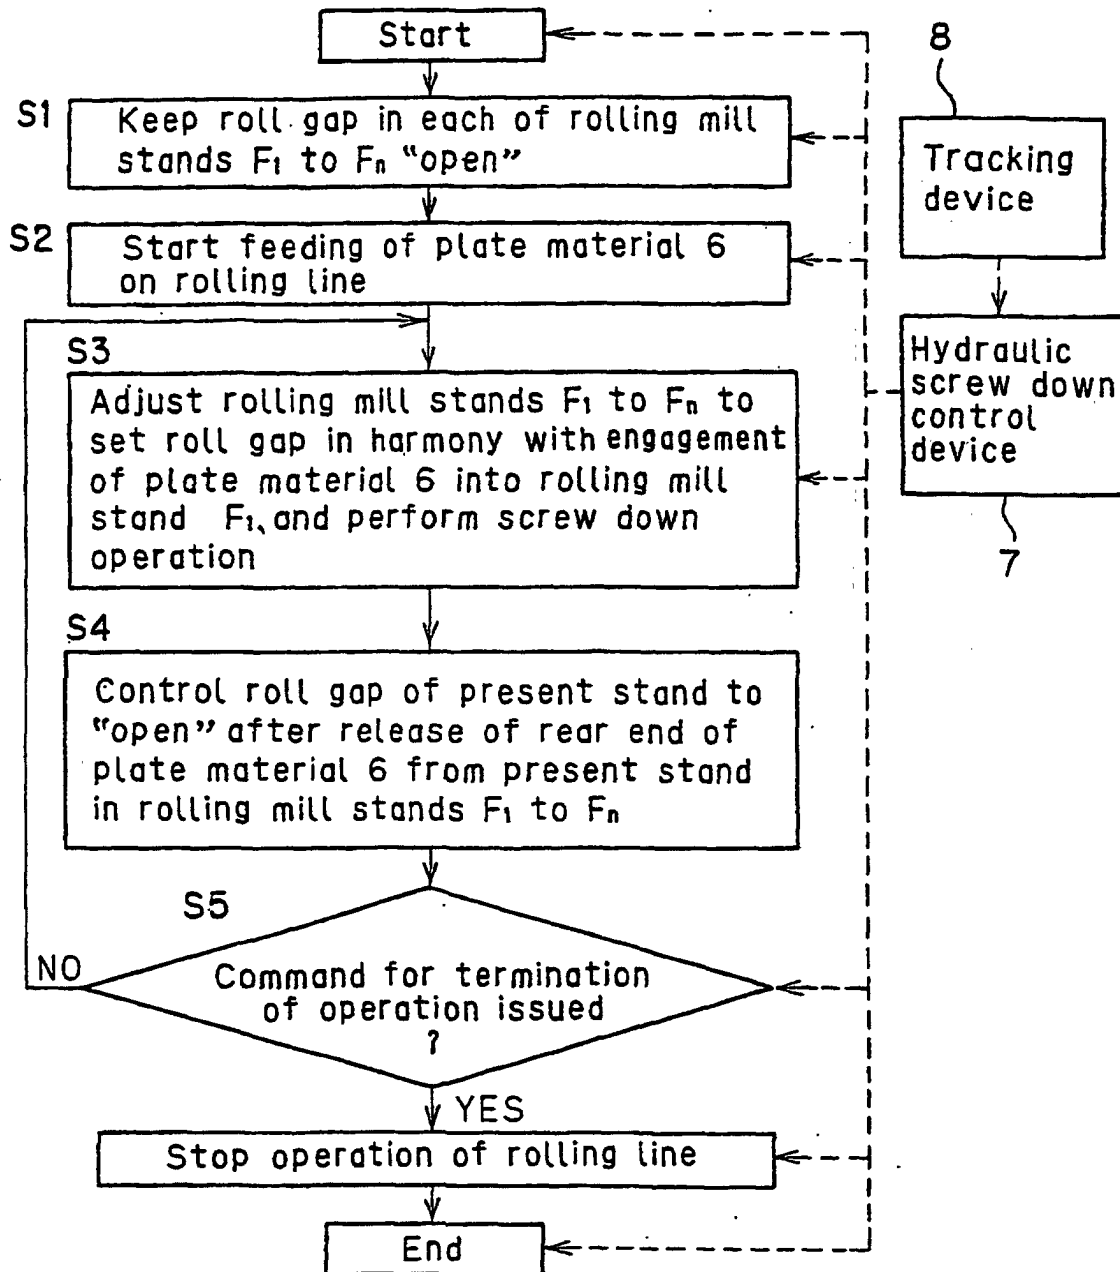 Start
S1
Keep roll gap in each of rolling mill
stands F₁ to Fₙ "open"
S2
Start feeding of plate material 6
on rolling line
S3
Adjust rolling mill stands F₁ to Fₙ to
set roll gap in harmony with engagement
of plate material 6 into rolling mill
stand F₁, and perform screw down
operation
S4
Control roll gap of present stand to
"open" after release of rear end of
plate material 6 from present stand
in rolling mill stands F₁ to Fₙ
S5
NO
Command for termination
of operation issued
?
YES
Stop operation of rolling line
End
8
Tracking
device
Hydraulic
screw down
control
device
7